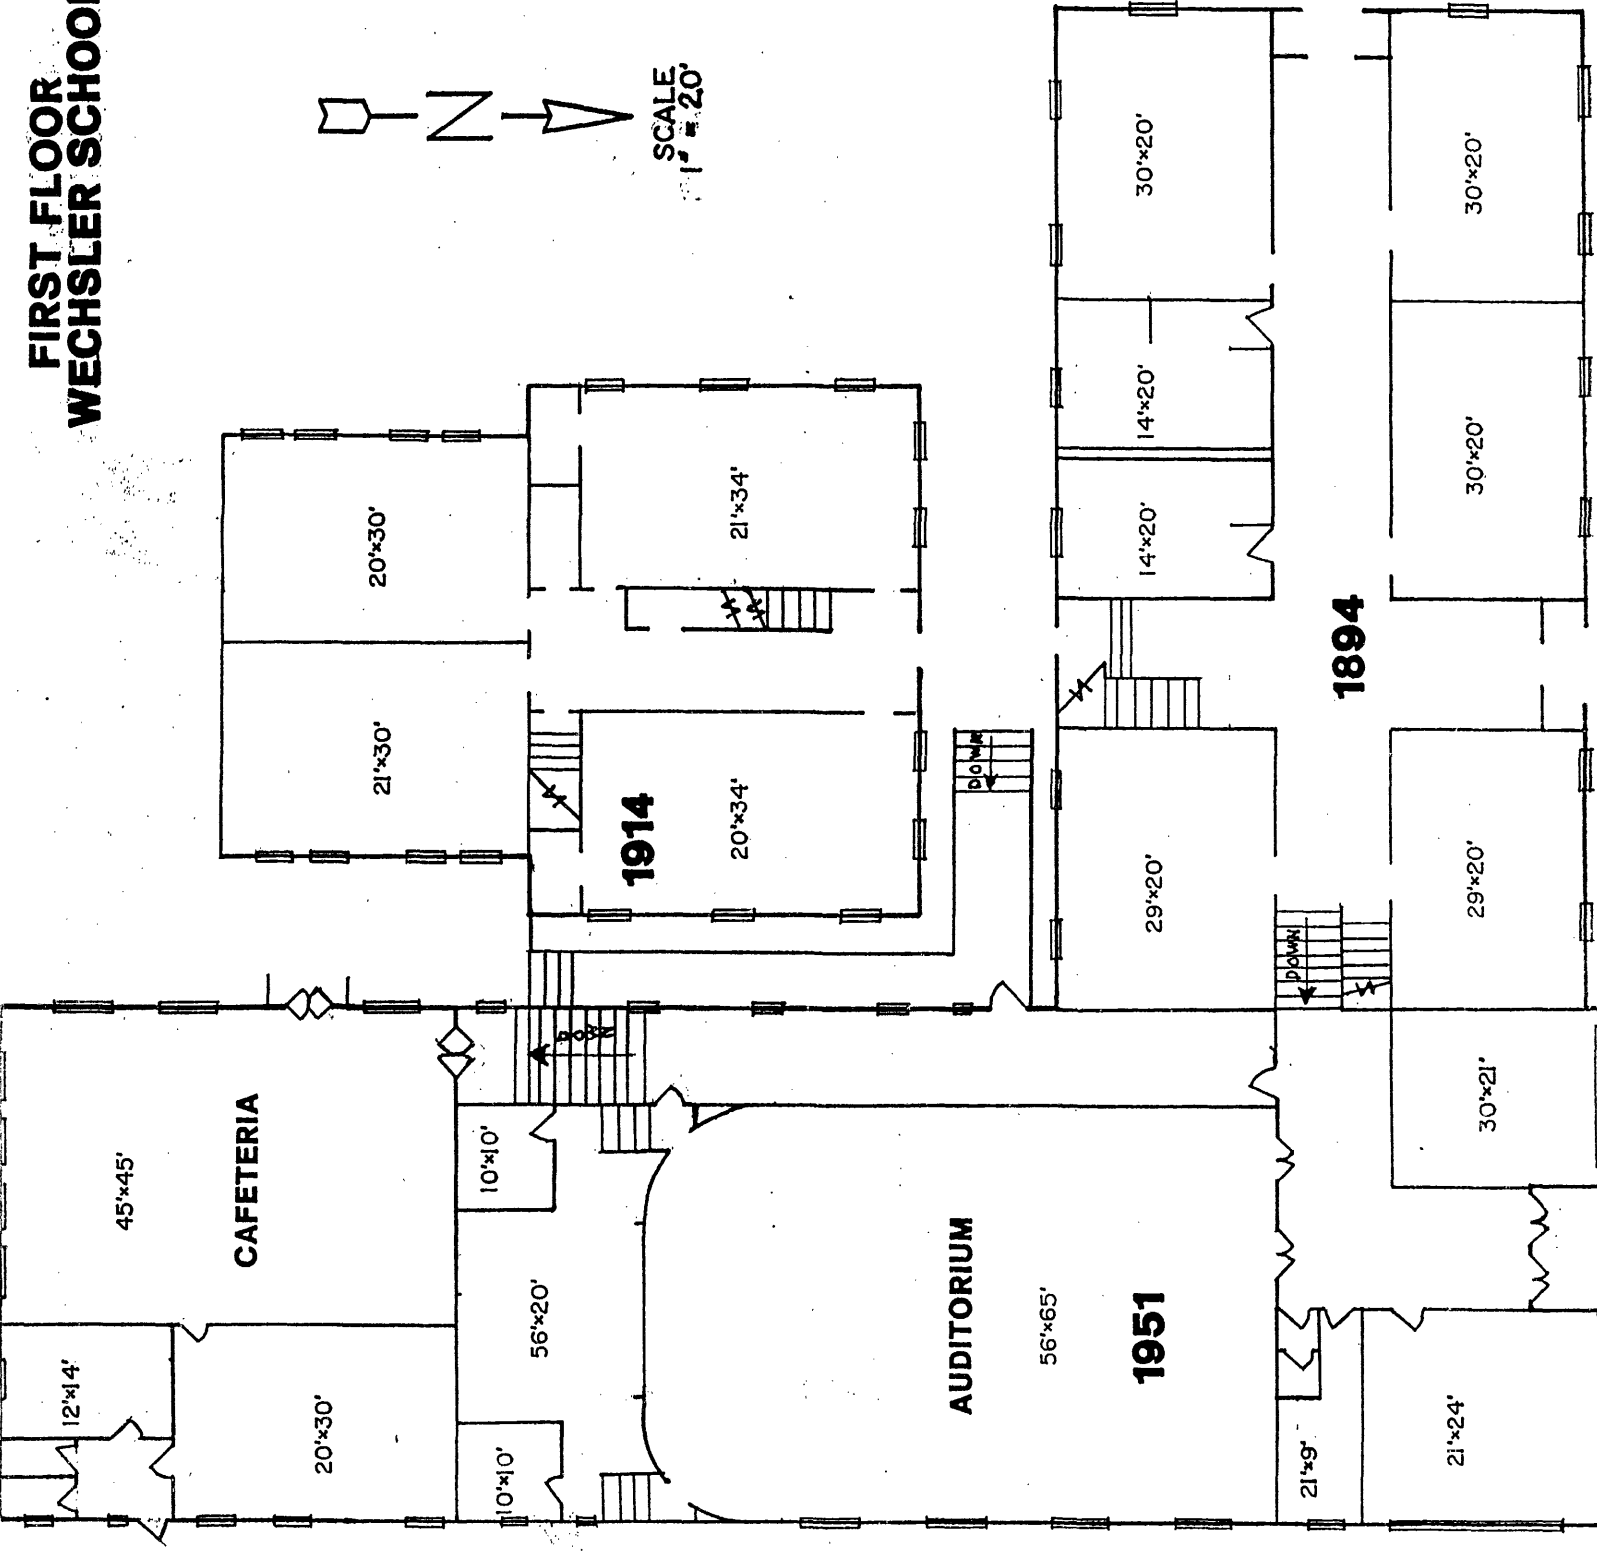 FIRST FLOOR
WECHSLER SCHOOL
N
SCALE
1" = 20'
30'×20'
30'×20'
14'×20'
14'×20'
30'×20'
1894
29'×20'
29'×20'
DOWN
20'×30'
21'×34'
21'×30'
20'×34'
1914
DOWN
DOWN
45'×45'
CAFETERIA
10'×10'
12'×14'
20'×30'
56'×20'
10'×10'
AUDITORIUM
56'×65'
1951
30'×21'
21'×9'
21'×24'